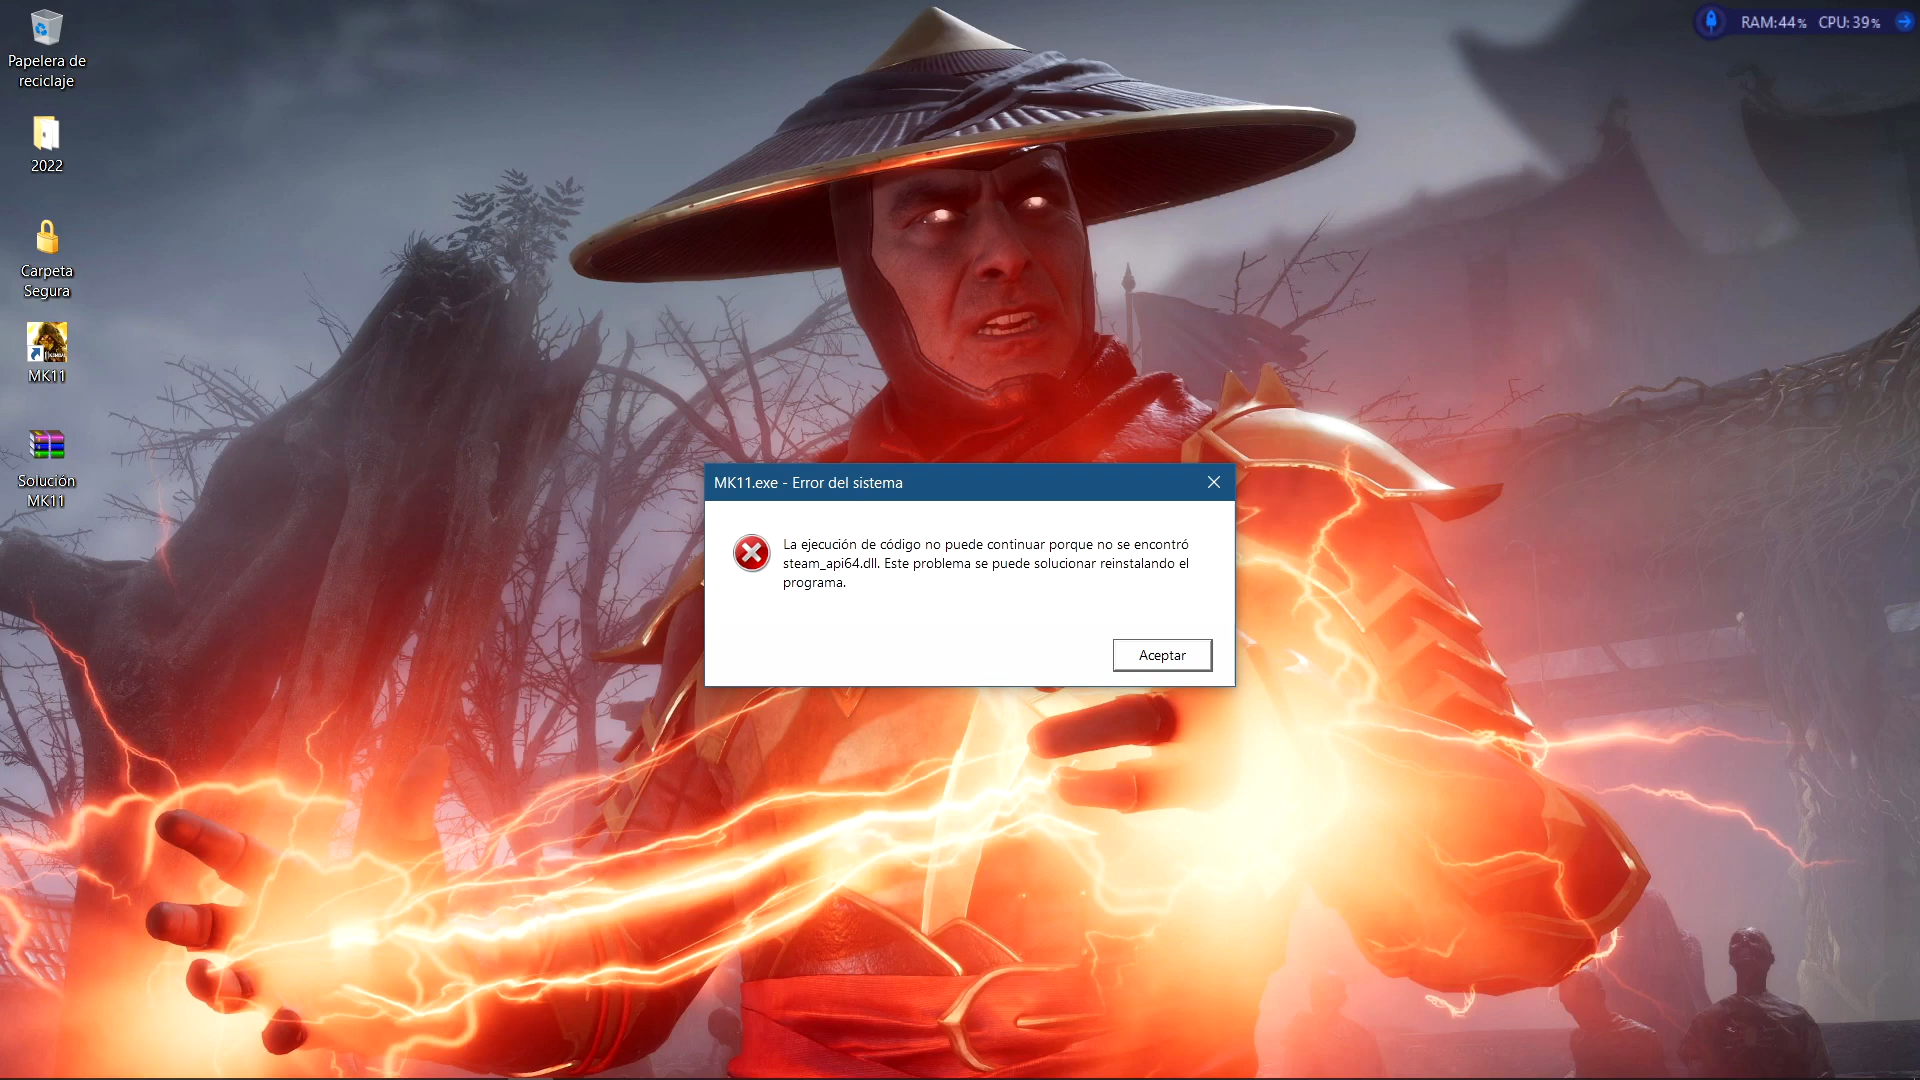 Papelera de
reciclaje
2022
Carpeta
Segura
MK11
Solución
MK11
RAM:44% CPU:39%
MK11.exe - Error del sistema
La ejecución de código no puede continuar porque no se encontró
steam_api64.dll. Este problema se puede solucionar reinstalando el
programa.
Aceptar